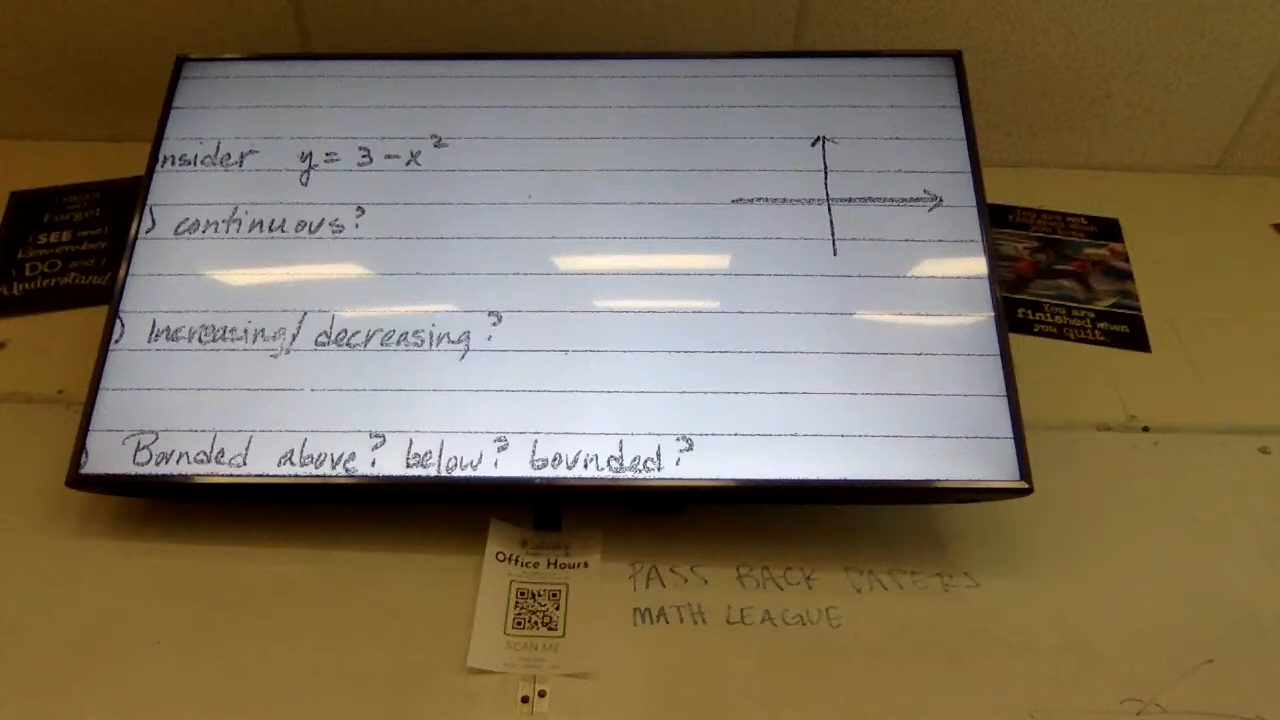 nsider y = 3 - x²
) continuous?
) Increasing/decreasing?
) Bounded above? below? bounded?
I HEAR and I
Forget.
I SEE and I
Remember
I DO and I
Understand.
You are not
finished when
you lose.
You are
finished when
you quit.
Office Hours
SCAN ME
PASS BACK PAPERS
MATH LEAGUE